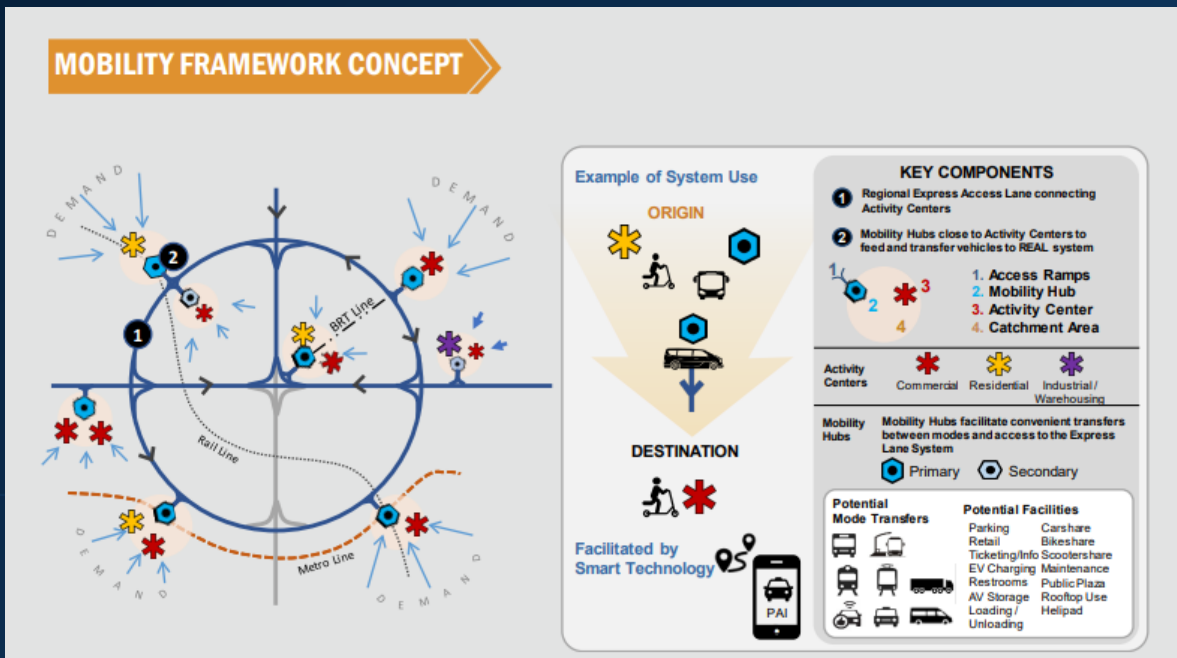 MOBILITY FRAMEWORK CONCEPT
DEMAND
DEMAND
2
1
BRT Line
Rail Line
Metro Line
DEMAND
DEMAND
Example of System Use
ORIGIN
DESTINATION
Facilitated by
Smart Technology
PAI
KEY COMPONENTS
1 Regional Express Access Lane connecting
Activity Centers
2 Mobility Hubs close to Activity Centers to
feed and transfer vehicles to REAL system
1
2
3
4
1. Access Ramps
2. Mobility Hub
3. Activity Center
4. Catchment Area
Activity
Centers
Commercial Residential Industrial /
Warehousing
Mobility
Hubs
Mobility Hubs facilitate convenient transfers
between modes and access to the Express
Lane System
Primary Secondary
Potential
Mode Transfers
Potential Facilities
Parking
Retail
Ticketing/Info
EV Charging
Restrooms
AV Storage
Loading /
Unloading
Carshare
Bikeshare
Scootershare
Maintenance
Public Plaza
Rooftop Use
Helipad